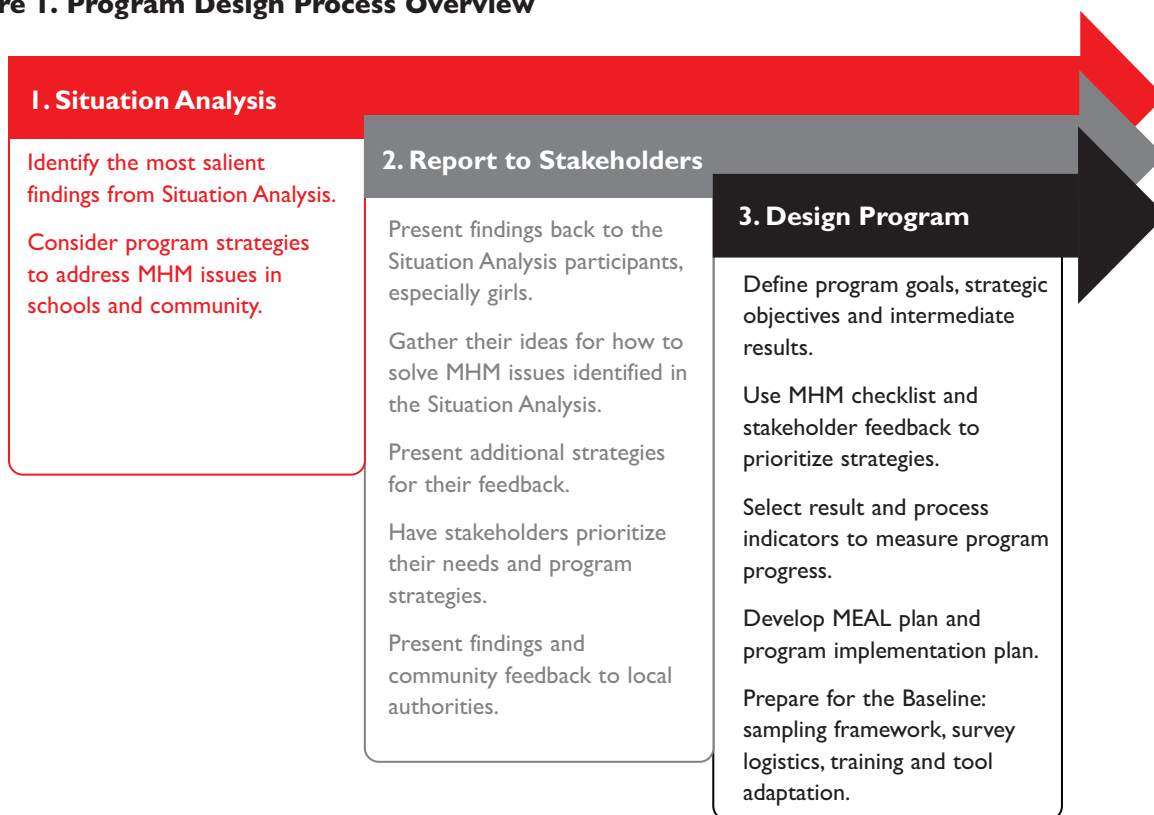 re 1. Program Design Process Overview
1. Situation Analysis
Identify the most salient
findings from Situation Analysis.
Consider program strategies
to address MHM issues in
schools and community.
2. Report to Stakeholders
Present findings back to the
Situation Analysis participants,
especially girls.
Gather their ideas for how to
solve MHM issues identified in
the Situation Analysis.
Present additional strategies
for their feedback.
Have stakeholders prioritize
their needs and program
strategies.
Present findings and
community feedback to local
authorities.
3. Design Program
Define program goals, strategic
objectives and intermediate
results.
Use MHM checklist and
stakeholder feedback to
prioritize strategies.
Select result and process
indicators to measure program
progress.
Develop MEAL plan and
program implementation plan.
Prepare for the Baseline:
sampling framework, survey
logistics, training and tool
adaptation.